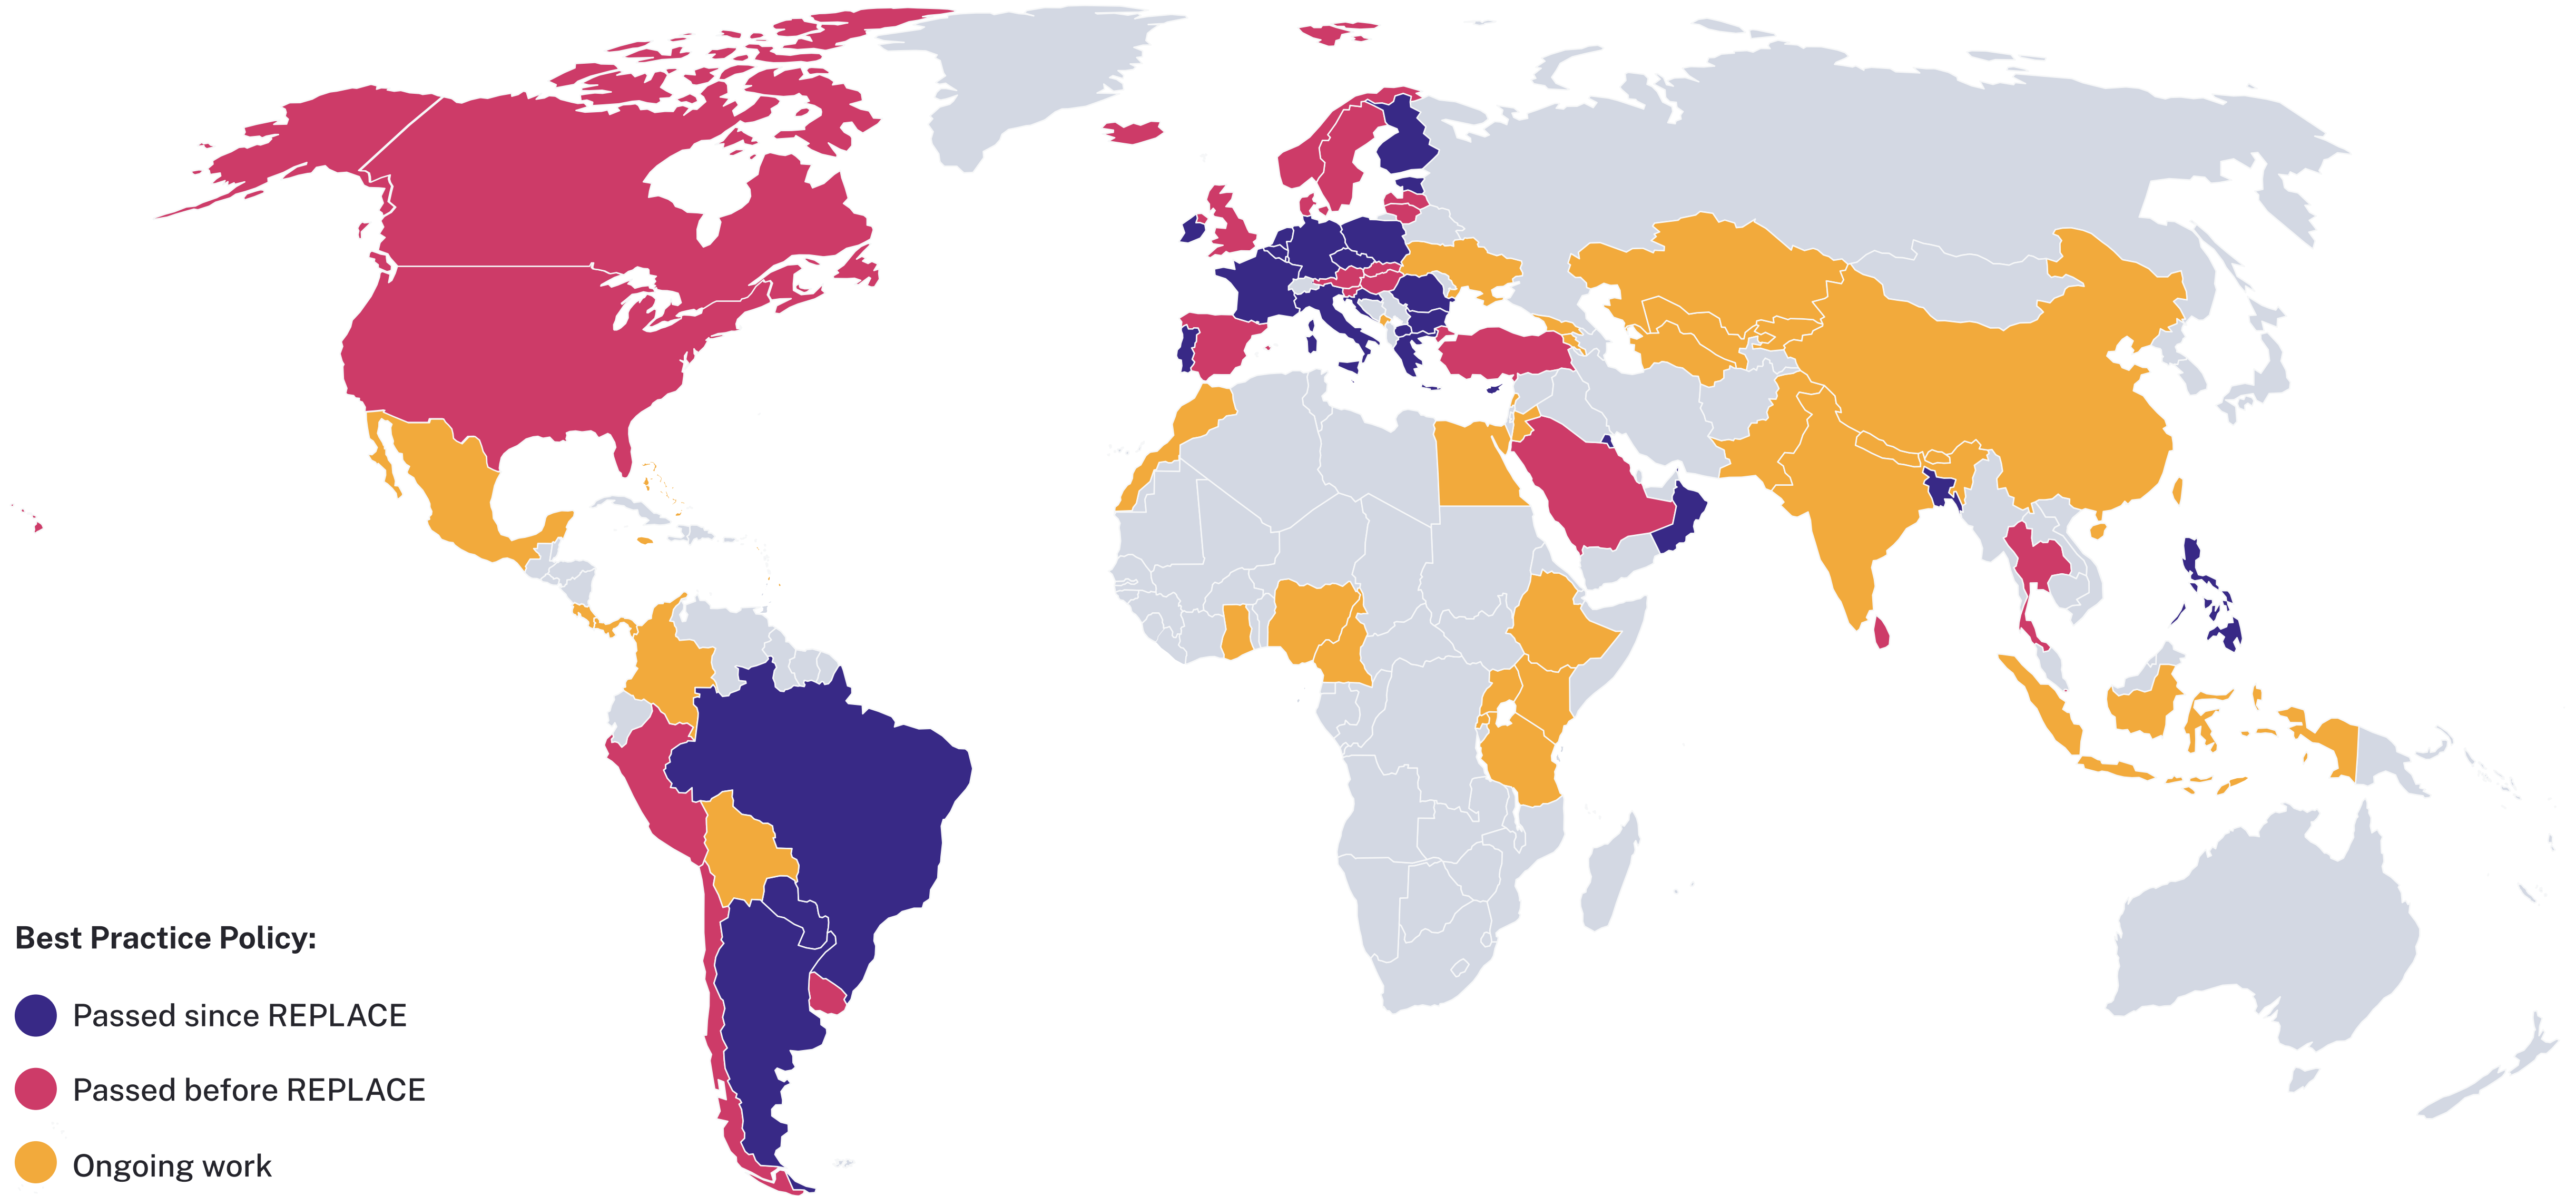 Best Practice Policy:
Passed since REPLACE
Passed before REPLACE
Ongoing work